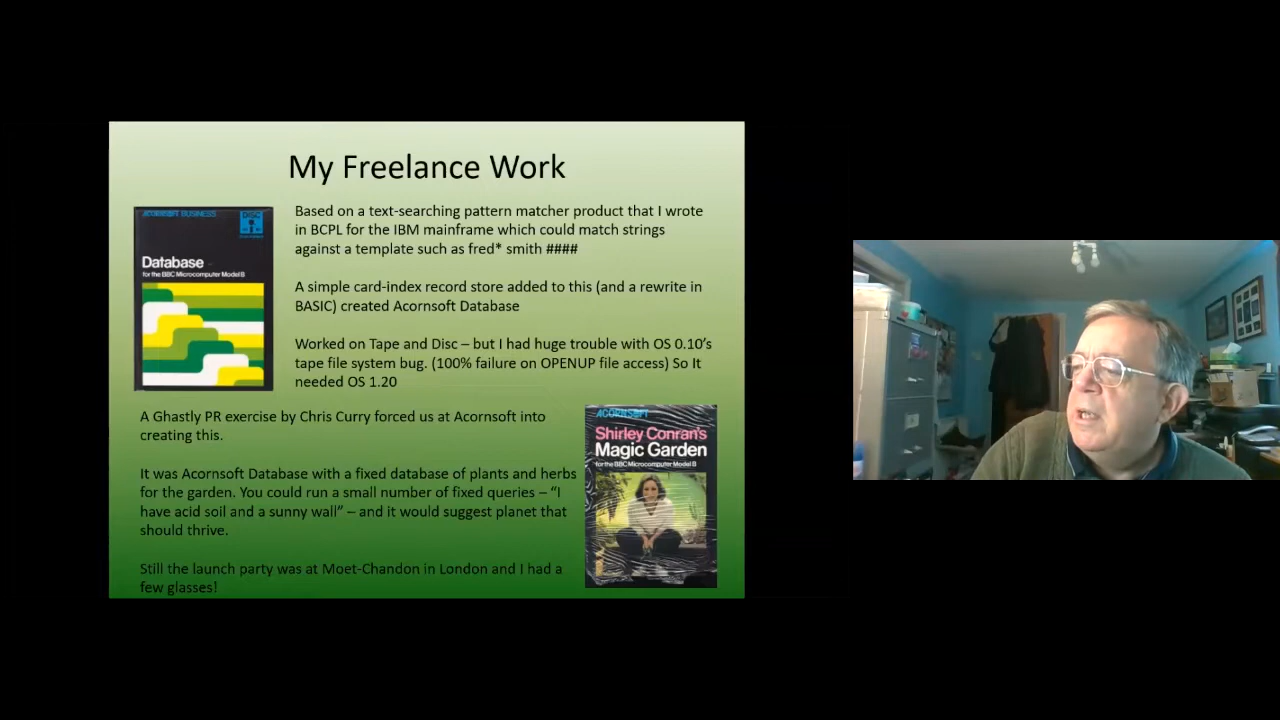 My Freelance Work
ACORNSOFT BUSINESS
DISC
Database
for the BBC Microcomputer Model B
Based on a text-searching pattern matcher product that I wrote
in BCPL for the IBM mainframe which could match strings
against a template such as fred* smith ####
A simple card-index record store added to this (and a rewrite in
BASIC) created Acornsoft Database
Worked on Tape and Disc – but I had huge trouble with OS 0.10's
tape file system bug. (100% failure on OPENUP file access) So It
needed OS 1.20
A Ghastly PR exercise by Chris Curry forced us at Acornsoft into
creating this.
It was Acornsoft Database with a fixed database of plants and herbs
for the garden. You could run a small number of fixed queries – “I
have acid soil and a sunny wall” – and it would suggest planet that
should thrive.
Still the launch party was at Moet-Chandon in London and I had a
few glasses!
ACORNSOFT
Shirley Conran's
Magic Garden
for the BBC Microcomputer Model B